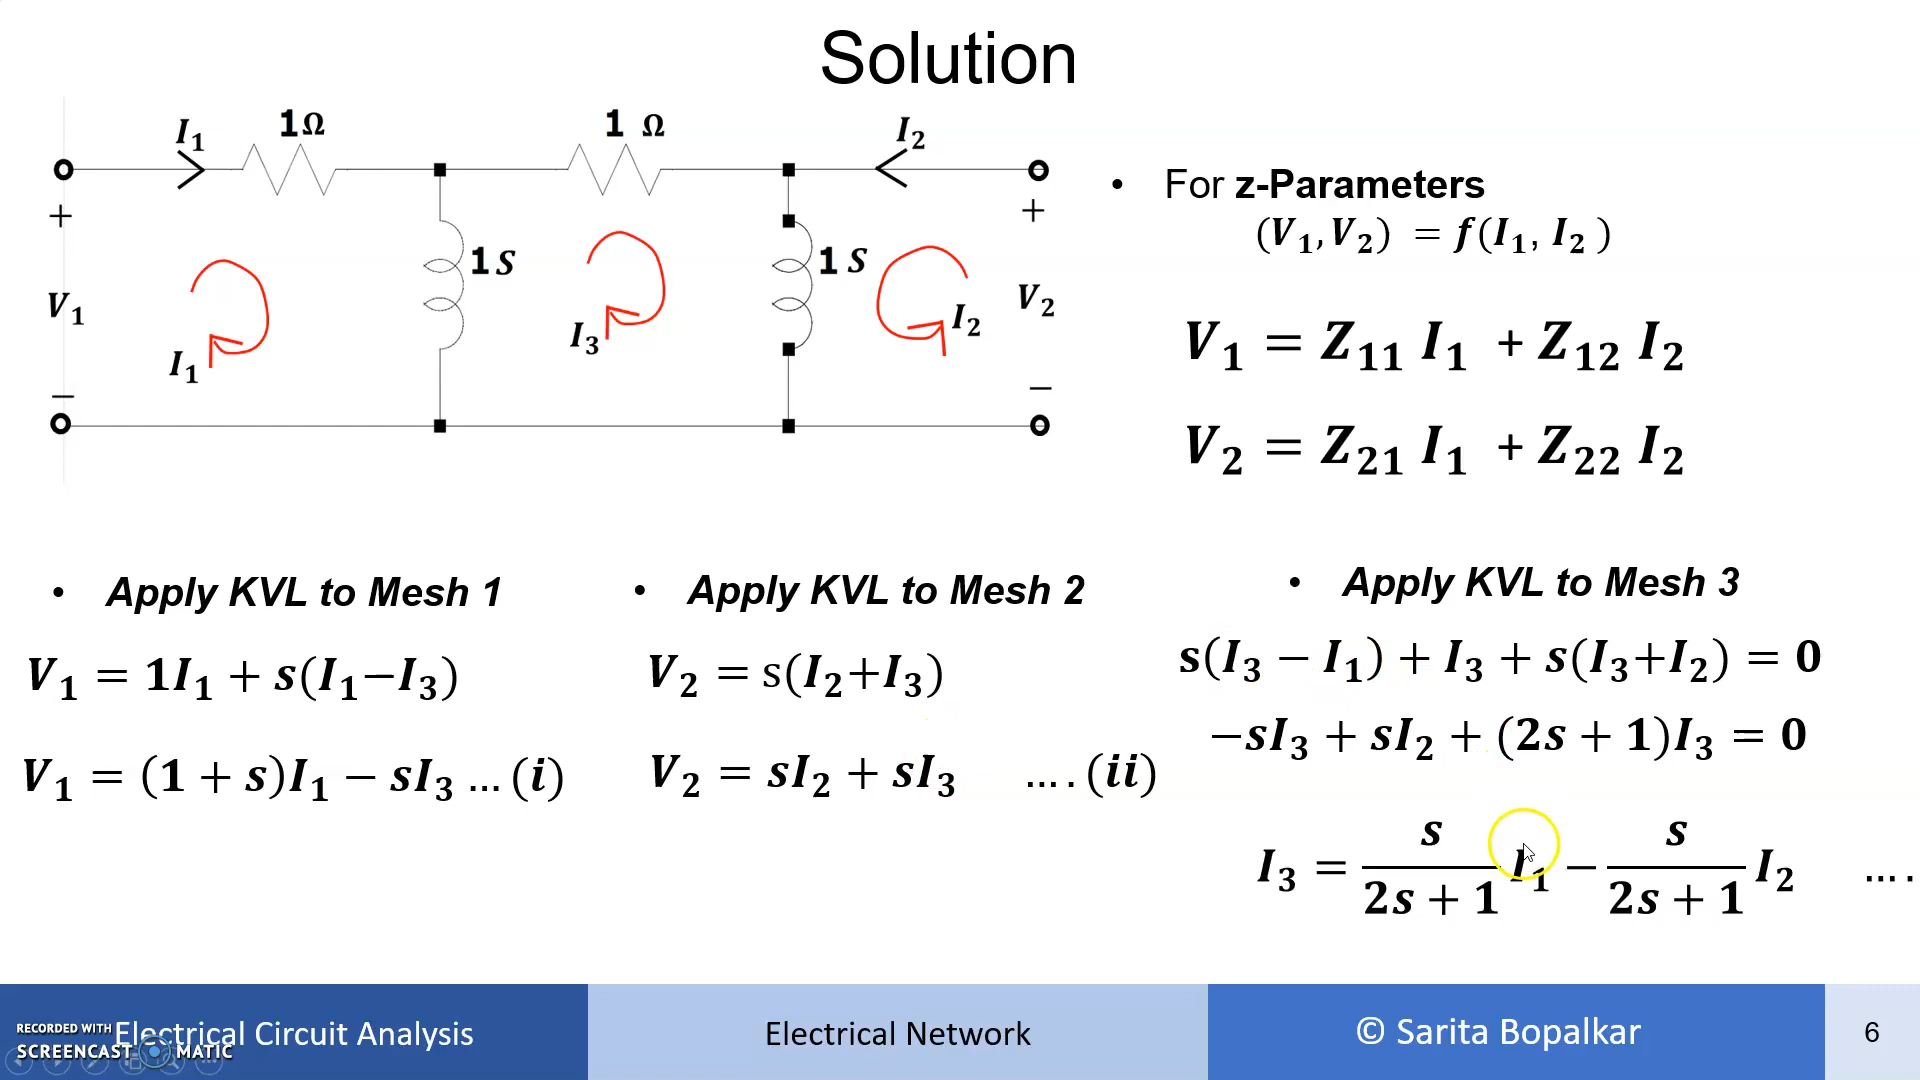 Solution
I₁
1Ω
1 Ω
I₂
+
V₁
−
1 S
1 S
I₁
I₃
I₂
+
V₂
−
• For z-Parameters
(V₁,V₂) = f(I₁, I₂ )
V₁ = Z₁₁ I₁ + Z₁₂ I₂
V₂ = Z₂₁ I₁ + Z₂₂ I₂
• Apply KVL to Mesh 1
V₁ = 1I₁ + s(I₁−I₃)
V₁ = (1 + s)I₁ − sI₃ ... (i)
• Apply KVL to Mesh 2
V₂ = s(I₂+I₃)
V₂ = sI₂ + sI₃ ... . (ii)
• Apply KVL to Mesh 3
s(I₃ − I₁) + I₃ + s(I₃+I₂) = 0
−sI₃ + sI₂ + (2s + 1)I₃ = 0
I₃ = s/(2s + 1) I₁ − s/(2s + 1) I₂ ... .
RECORDED WITH
SCREENCAST MATIC
Electrical Circuit Analysis
Electrical Network
© Sarita Bopalkar
6